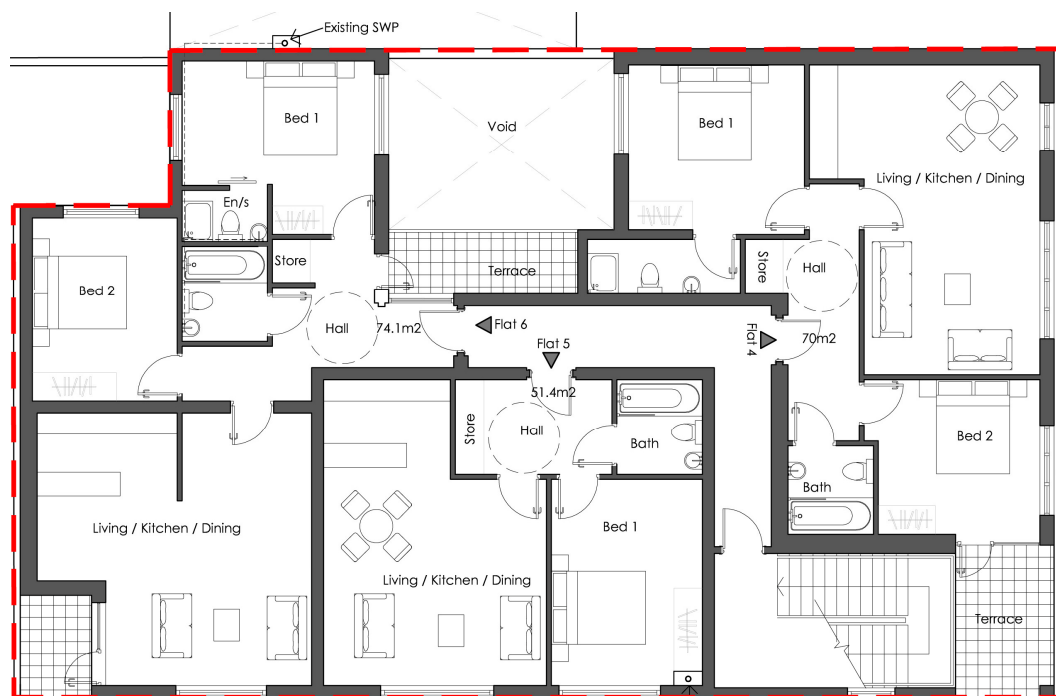 Existing SWP
Bed 1
Void
Bed 1
Living / Kitchen / Dining
En/s
Store
Terrace
Store
Hall
Bed 2
Hall
74.1m2
Flat 6
Flat 5
Flat 4
70m2
51.4m2
Store
Hall
Bath
Bed 2
Bath
Living / Kitchen / Dining
Bed 1
Living / Kitchen / Dining
Terrace